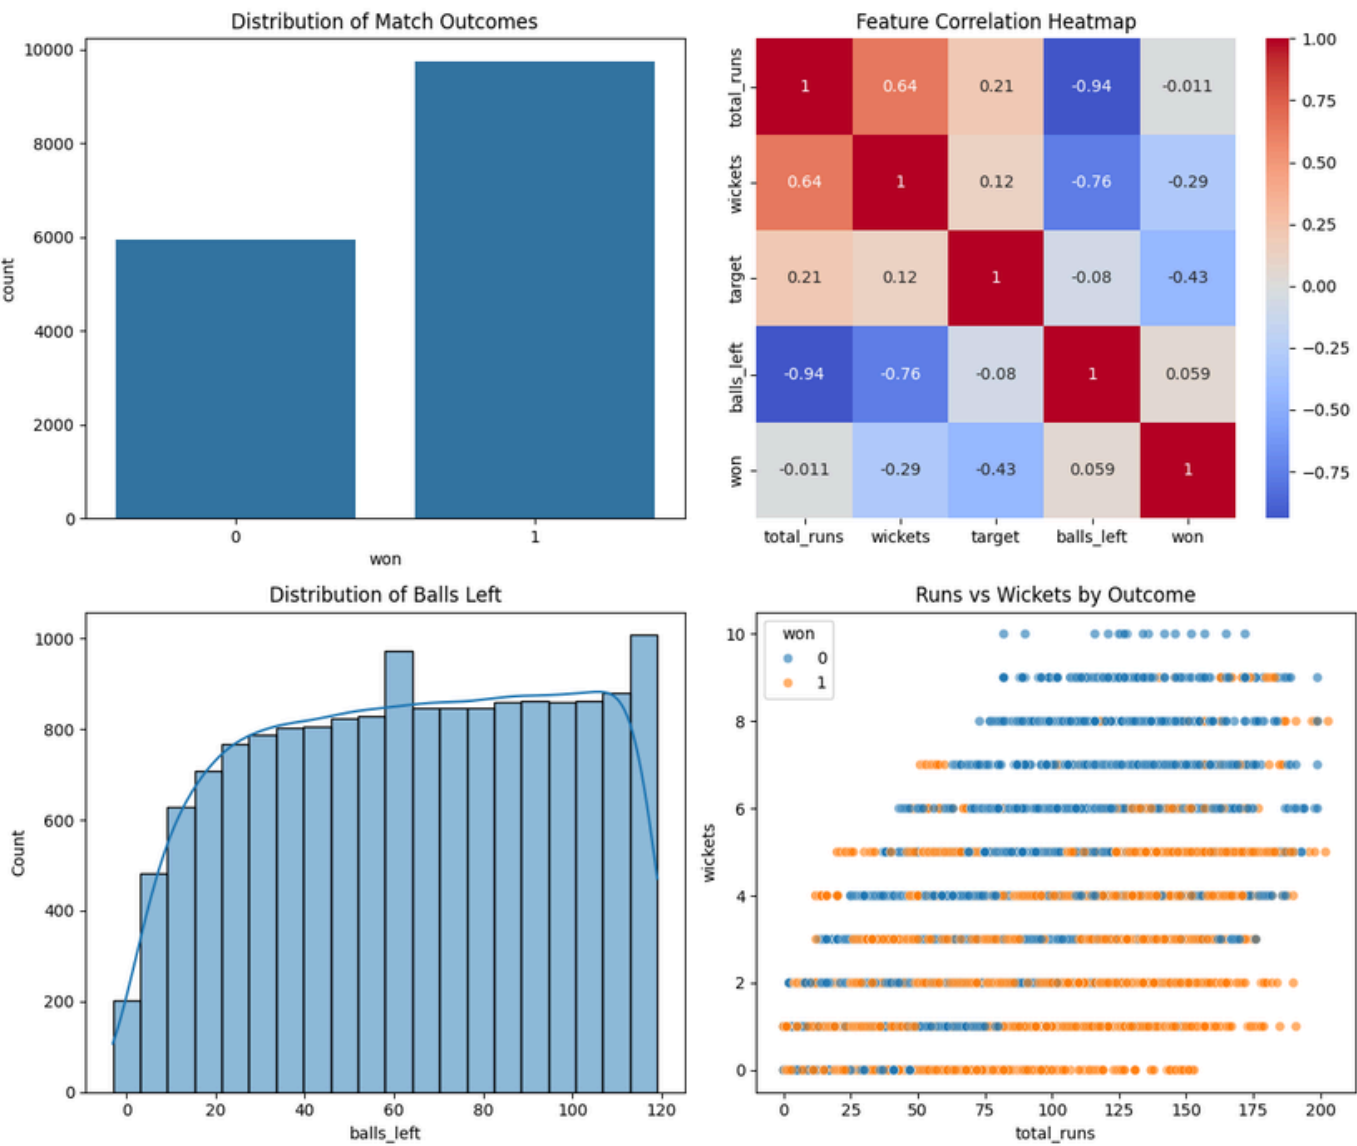 Distribution of Match Outcomes
10000
8000
6000
4000
2000
0
count
0 1
won
Feature Correlation Heatmap
total_runs 1 0.64 0.21 -0.94 -0.011
wickets 0.64 1 0.12 -0.76 -0.29
target 0.21 0.12 1 -0.08 -0.43
balls_left -0.94 -0.76 -0.08 1 0.059
won -0.011 -0.29 -0.43 0.059 1
total_runs wickets target balls_left won
1.00
0.75
0.50
0.25
0.00
−0.25
−0.50
−0.75
Distribution of Balls Left
1000
800
600
400
200
0
Count
0 20 40 60 80 100 120
balls_left
Runs vs Wickets by Outcome
won
0
1
10
8
6
4
2
0
wickets
0 25 50 75 100 125 150 175 200
total_runs